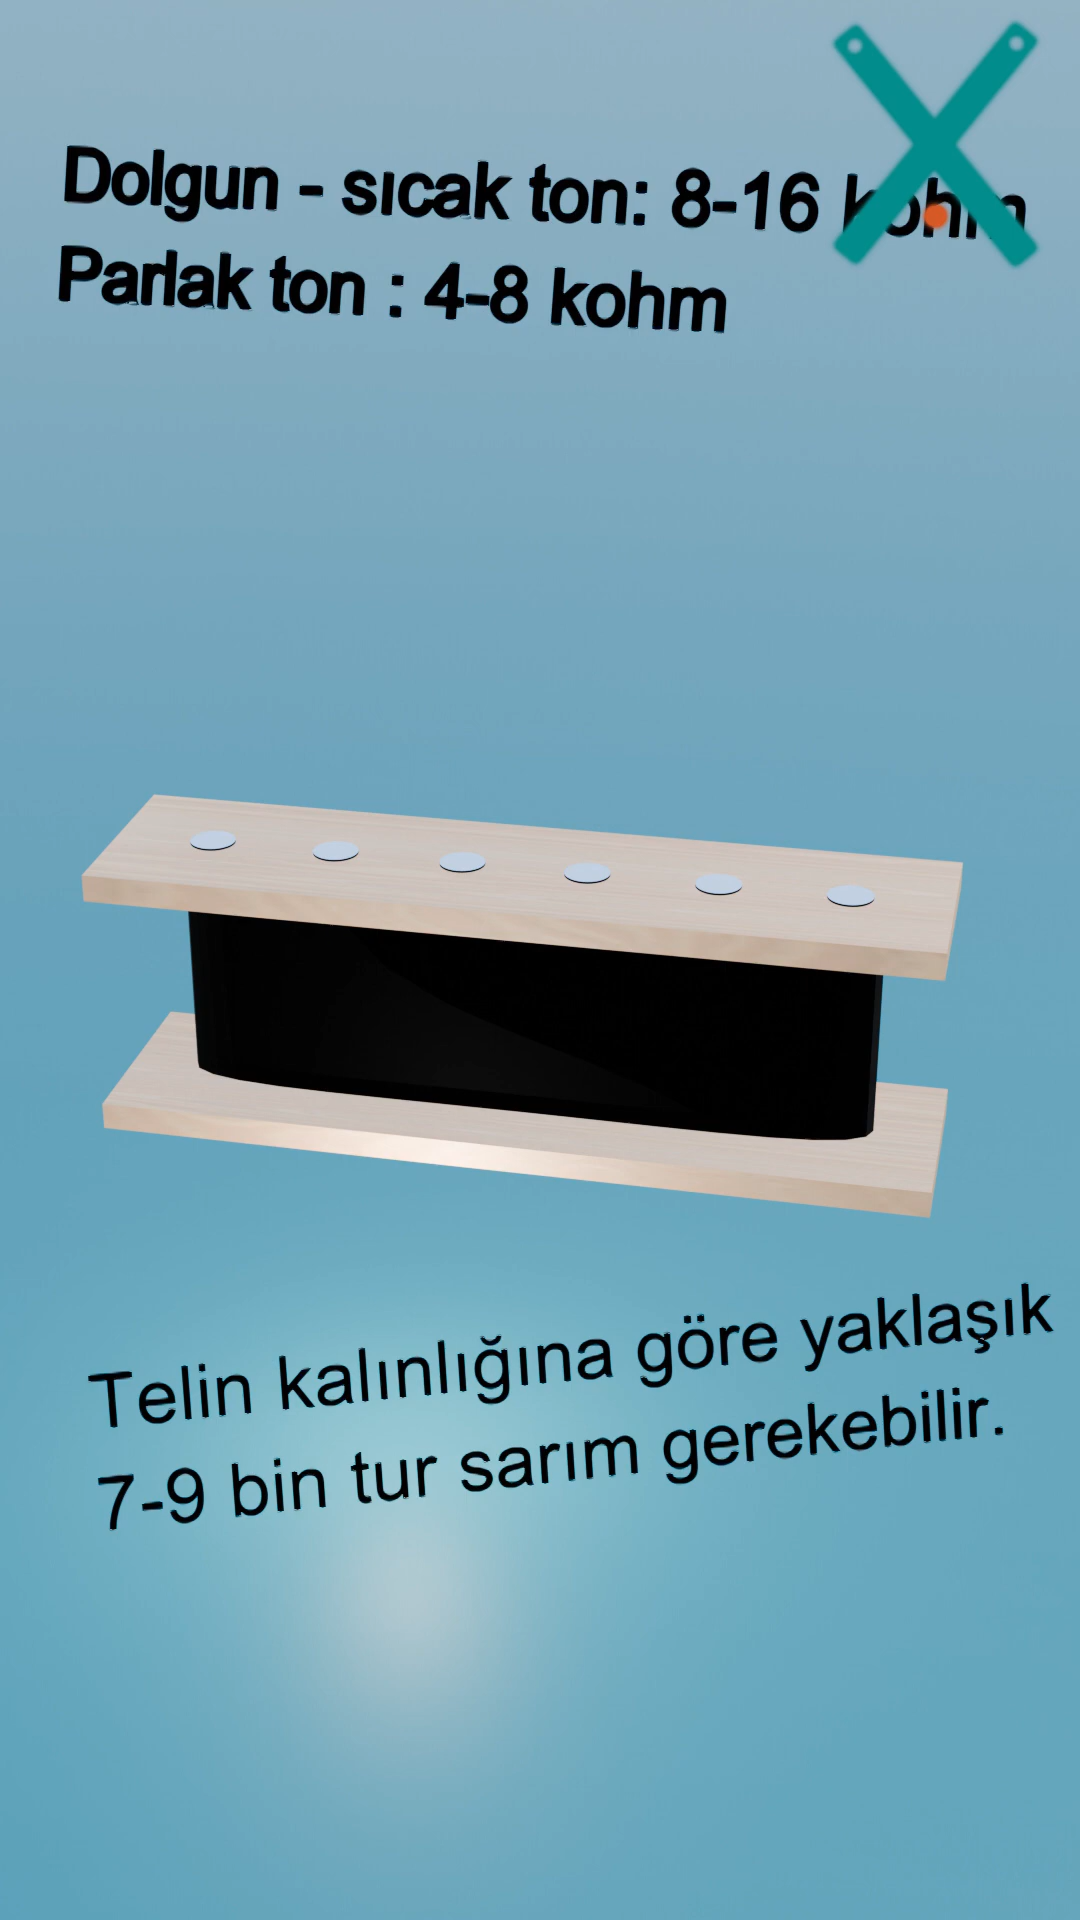 Dolgun - sıcak ton: 8-16 kohm
Parlak ton : 4-8 kohm
Telin kalınlığına göre yaklaşık
7-9 bin tur sarım gerekebilir.